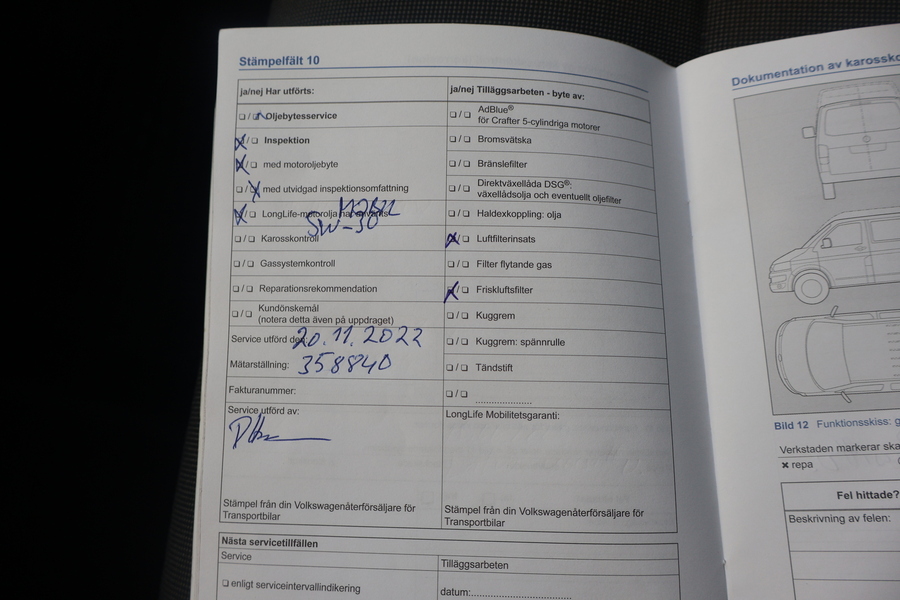 Stämpelfält 10
ja/nej Har utförts:
❏/❏ Oljebytesservice
❏/❏ Inspektion
❏/❏ med motoroljebyte
❏/❏ med utvidgad inspektionsomfattning
❏/❏ LongLife-motorolja har använts
5W-30
❏/❏ Karosskontroll
❏/❏ Gassystemkontroll
❏/❏ Reparationsrekommendation
❏/❏ Kundönskemål
(notera detta även på uppdraget)
Service utförd den: 20.11.2022
Mätarställning: 358840
Fakturanummer:
Service utförd av:
Stämpel från din Volkswagenåterförsäljare för
Transportbilar
ja/nej Tilläggsarbeten - byte av:
❏/❏ AdBlue®
för Crafter 5-cylindriga motorer
❏/❏ Bromsvätska
❏/❏ Bränslefilter
❏/❏ Direktväxellåda DSG®:
växellådsolja och eventuellt oljefilter
❏/❏ Haldexkoppling: olja
❏/❏ Luftfilterinsats
❏/❏ Filter flytande gas
❏/❏ Friskluftsfilter
❏/❏ Kuggrem
❏/❏ Kuggrem: spännrulle
❏/❏ Tändstift
❏/❏ ......................
LongLife Mobilitetsgaranti:
Stämpel från din Volkswagenåterförsäljare för
Transportbilar
Nästa servicetillfällen
Service
❏ enligt serviceintervallindikering
Tilläggsarbeten
datum:....................................
Dokumentation av karossko
Bild 12 Funktionsskiss: g
Verkstaden markerar ska
✖ repa
Fel hittade?
Beskrivning av felen: